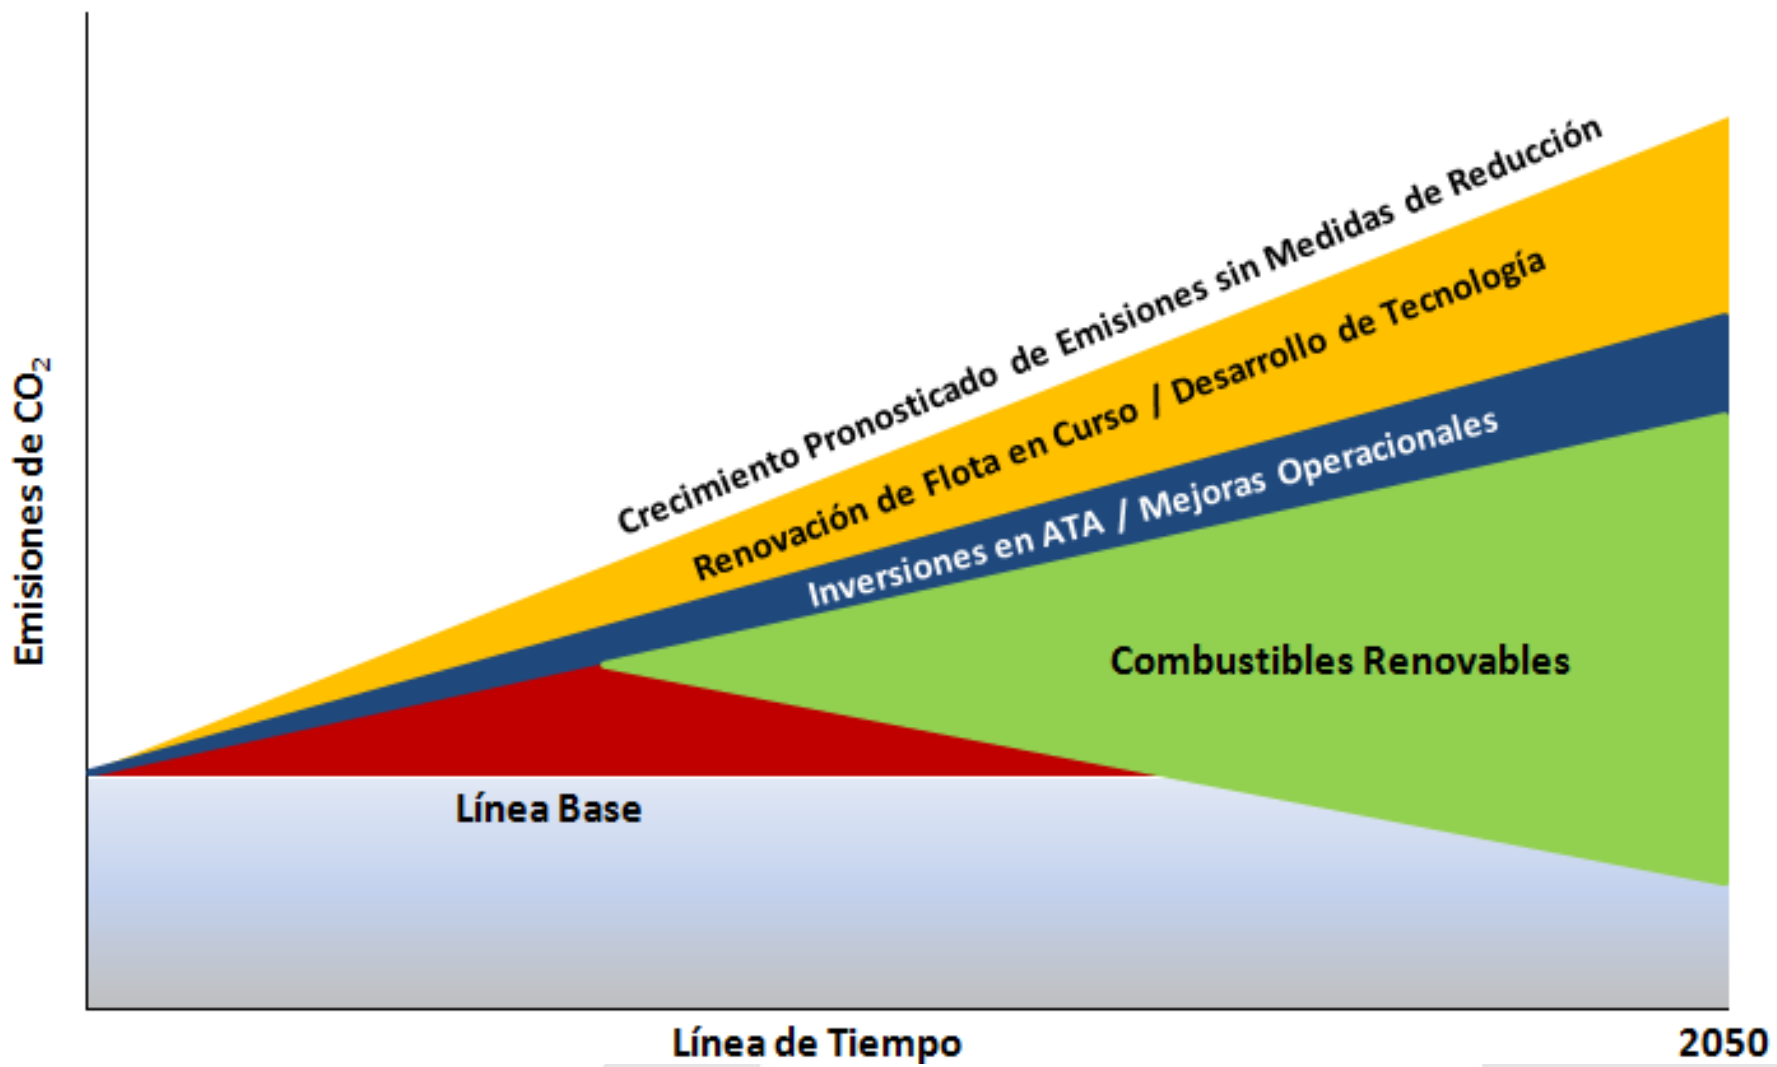 Crecimiento Pronosticado de Emisiones sin Medidas de Reducción
Renovación de Flota en Curso / Desarrollo de Tecnología
Inversiones en ATA / Mejoras Operacionales
Combustibles Renovables
Línea Base
Emisiones de CO₂
Línea de Tiempo
2050